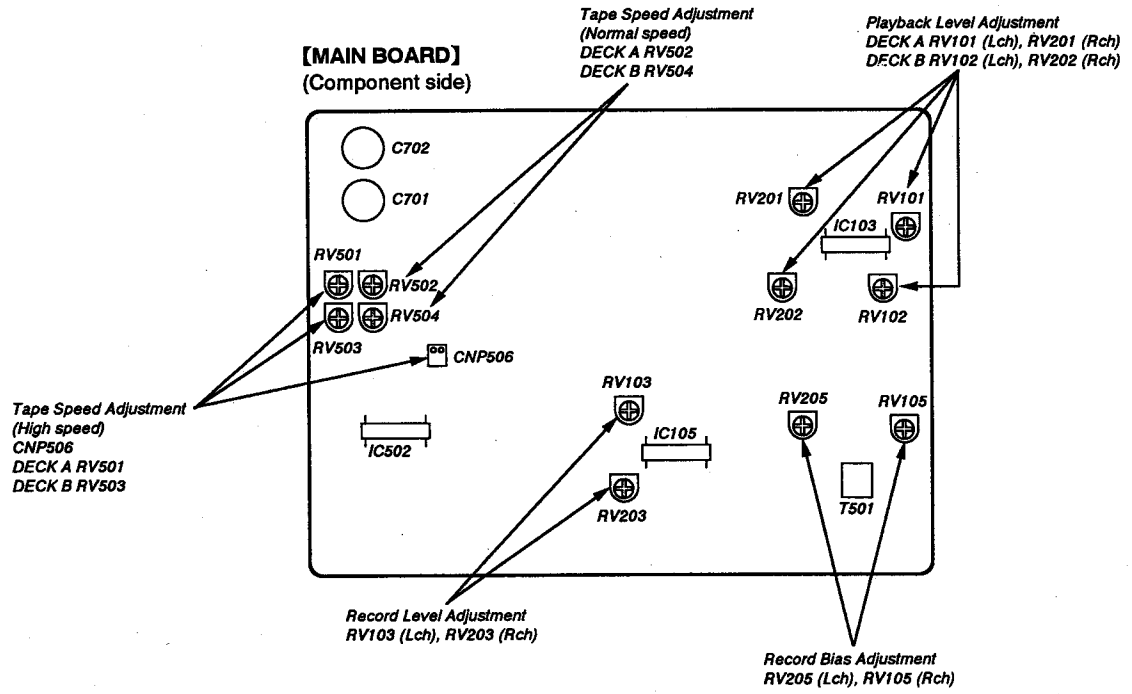 Tape Speed Adjustment
(Normal speed)
DECK A RV502
DECK B RV504
Playback Level Adjustment
DECK A RV101 (Lch), RV201 (Rch)
DECK B RV102 (Lch), RV202 (Rch)
【MAIN BOARD】
(Component side)
C702
C701
RV201
RV101
IC103
RV501
RV502
RV504
RV503
RV202
RV102
CNP506
RV103
RV205
RV105
Tape Speed Adjustment
(High speed)
CNP506
DECK A RV501
DECK B RV503
IC502
IC105
RV203
T501
Record Level Adjustment
RV103 (Lch), RV203 (Rch)
Record Bias Adjustment
RV205 (Lch), RV105 (Rch)